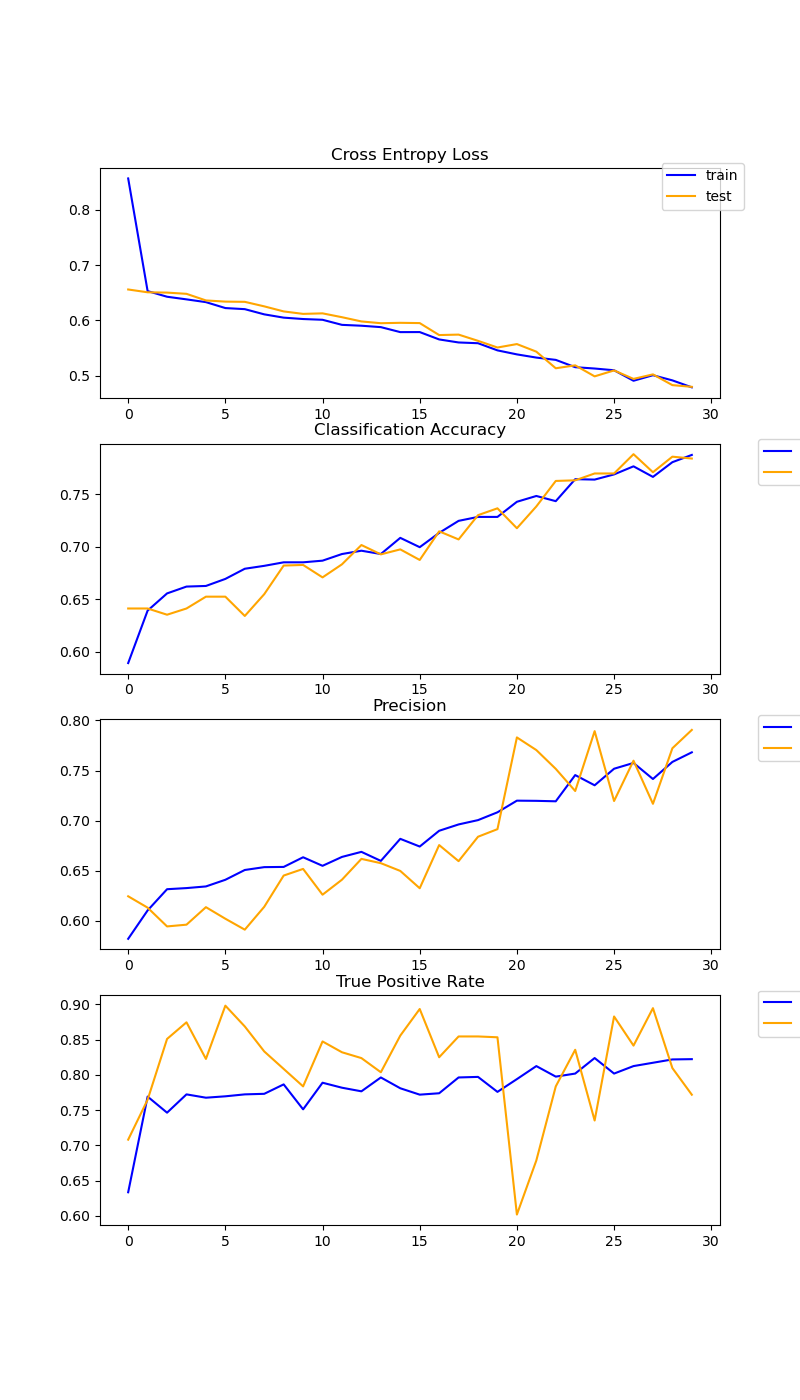 Cross Entropy Loss
train
test
0.8
0.7
0.6
0.5
0 5 10 15 20 25 30
Classification Accuracy
0.75
0.70
0.65
0.60
0 5 10 15 20 25 30
Precision
0.80
0.75
0.70
0.65
0.60
0 5 10 15 20 25 30
True Positive Rate
0.90
0.85
0.80
0.75
0.70
0.65
0.60
0 5 10 15 20 25 30